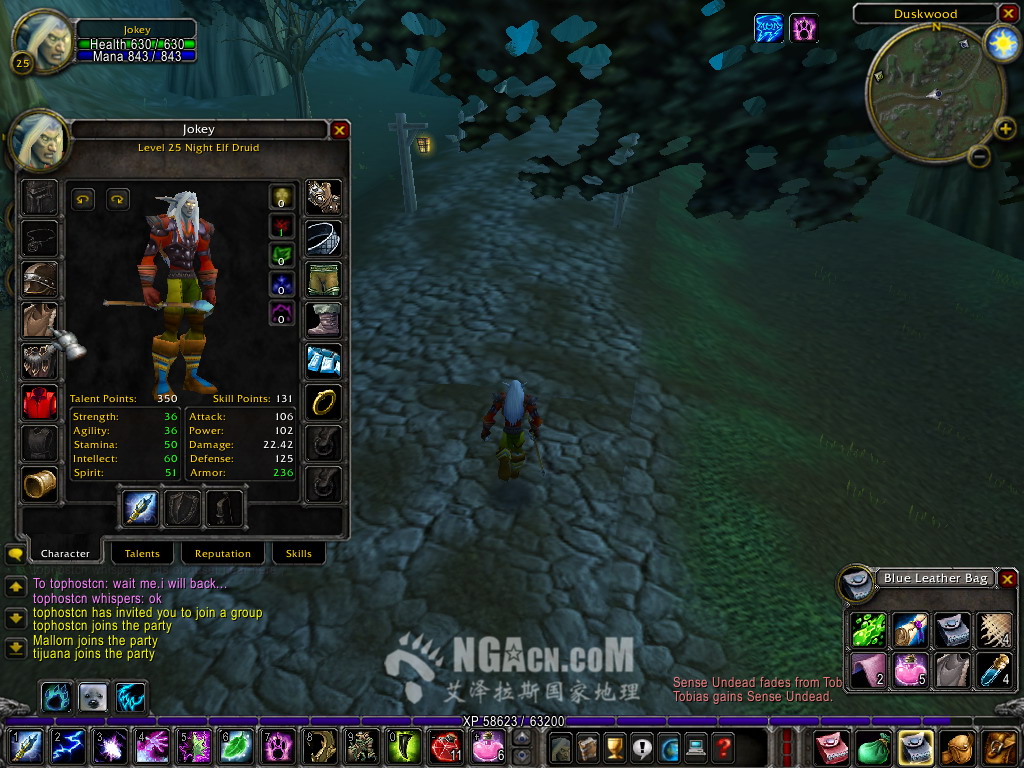 Jokey
Health 630 / 630
25
Mana 843 / 843
Duskwood
N
Jokey
Level 25 Night Elf Druid
0
1
0
0
0
Talent Points: 350 Skill Points: 131
Strength: 36 Attack: 106
Agility: 36 Power: 102
Stamina: 50 Damage: 22.42
Intellect: 60 Defense: 125
Spirit: 51 Armor: 236
Character Talents Reputation Skills
To tophostcn: wait me.i will back...
tophostcn whispers: ok
tophostcn has invited you to join a group
tophostcn joins the party
Mallorn joins the party
tijuana joins the party
Blue Leather Bag
4
2 5 4
NGACN.COM
艾泽拉斯国家地理
Sense Undead fades from Tob
Tobias gains Sense Undead.
XP 58623 / 63200
1 2 3 4 5 6 7 8 9 0 11 6